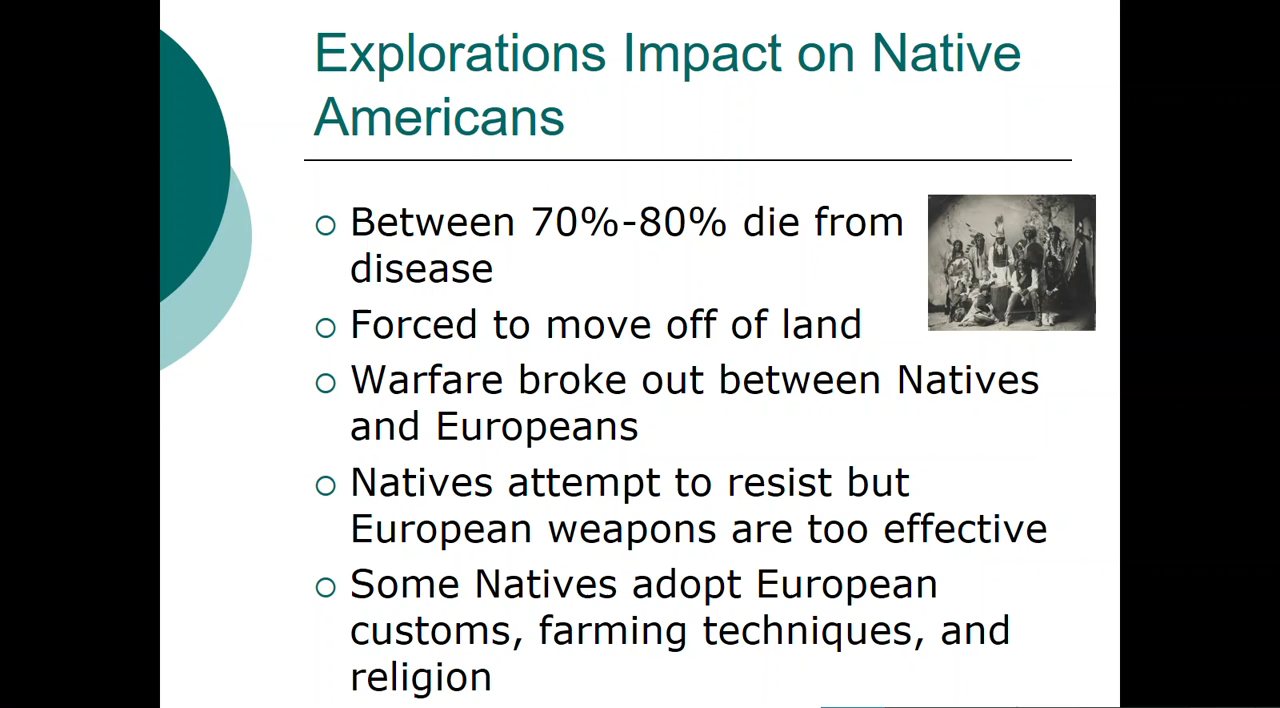 Explorations Impact on Native
Americans
Between 70%-80% die from
disease
Forced to move off of land
Warfare broke out between Natives
and Europeans
Natives attempt to resist but
European weapons are too effective
Some Natives adopt European
customs, farming techniques, and
religion